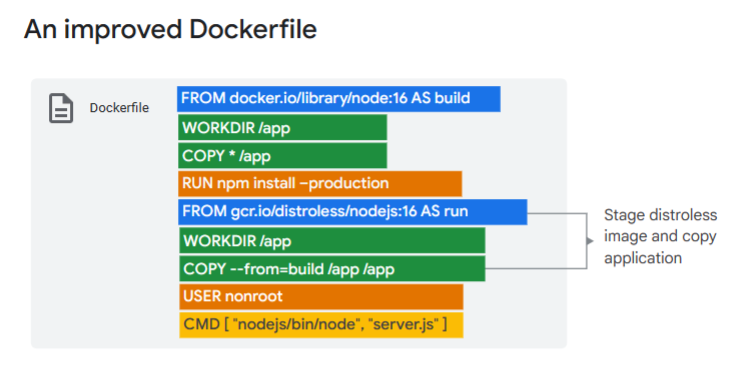 An improved Dockerfile
Dockerfile
FROM docker.io/library/node:16 AS build
WORKDIR /app
COPY * /app
RUN npm install –production
FROM gcr.io/distroless/nodejs:16 AS run
WORKDIR /app
COPY --from=build /app /app
USER nonroot
CMD [ "nodejs/bin/node", "server.js" ]
Stage distroless
image and copy
application